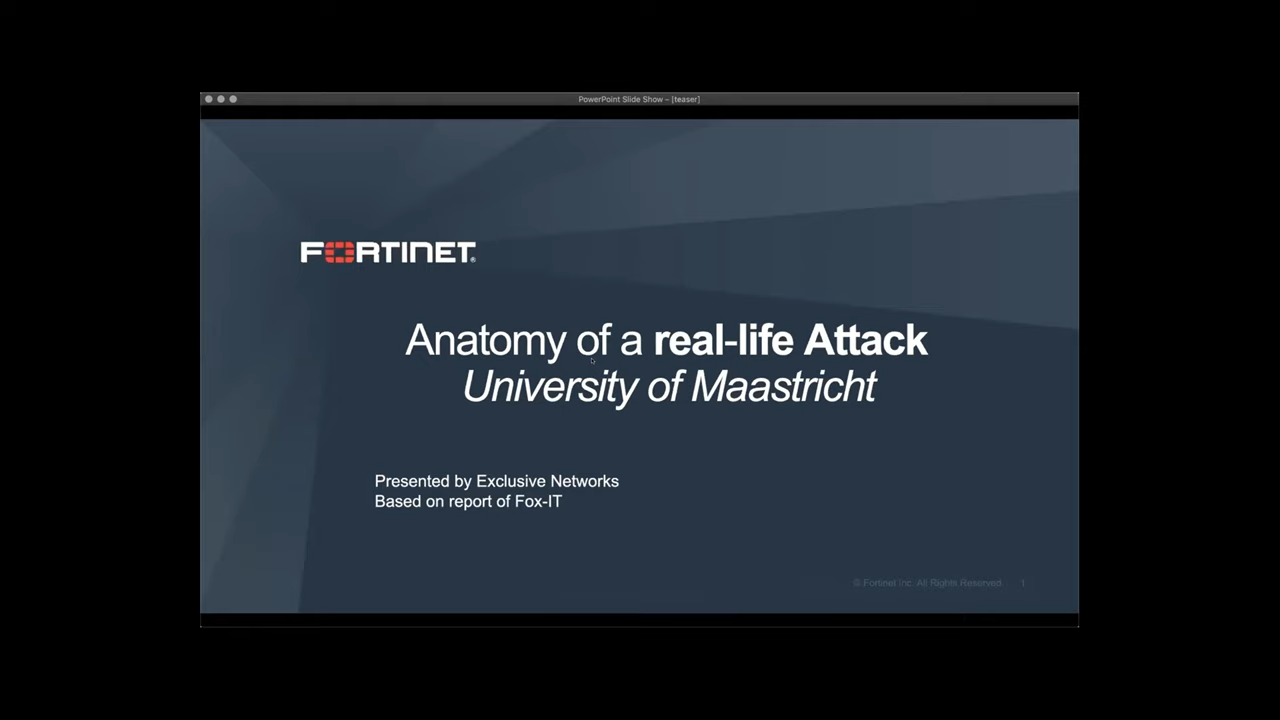 PowerPoint Slide Show – [teaser]
FORTINET®
Anatomy of a real-life Attack
University of Maastricht
Presented by Exclusive Networks
Based on report of Fox-IT
© Fortinet Inc. All Rights Reserved. 1